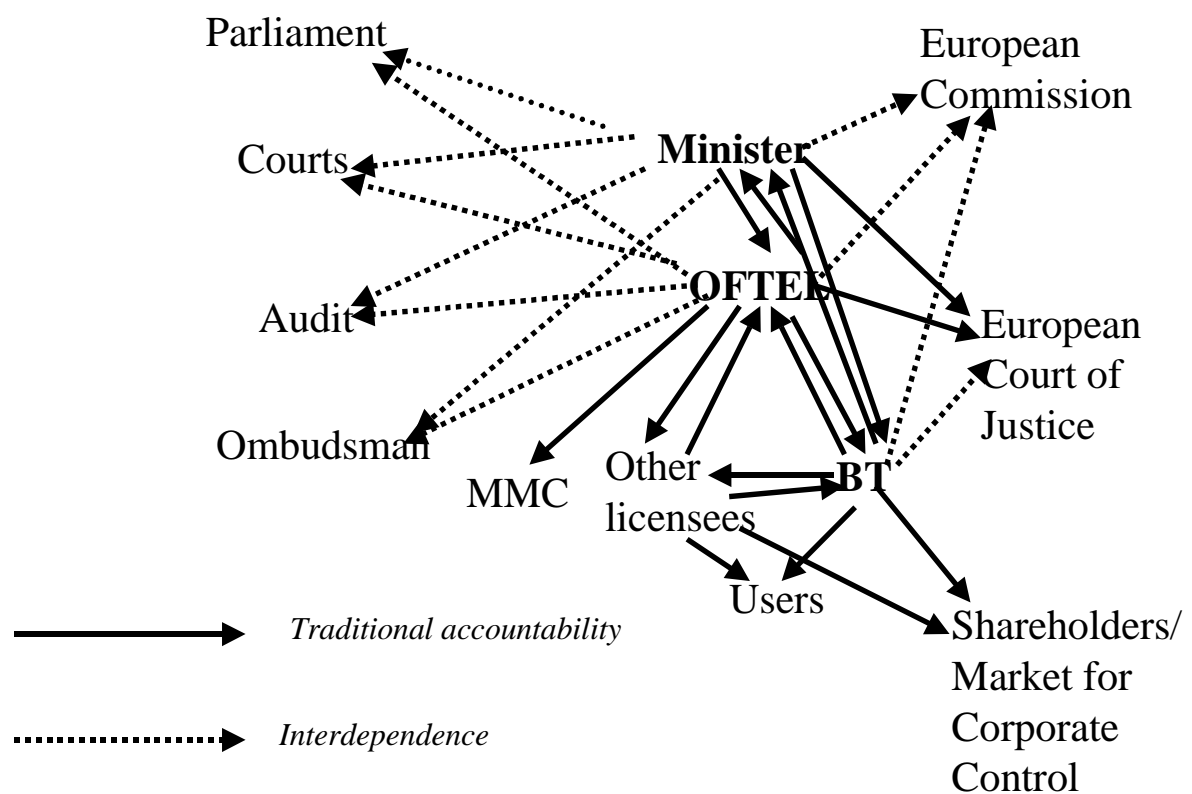 Parliament
European
Commission
Minister
Courts
OFTEL
Audit
European
Court of
Justice
Ombudsman
MMC
Other
licensees
BT
Users
Traditional accountability
Shareholders/
Market for
Corporate
Control
Interdependence